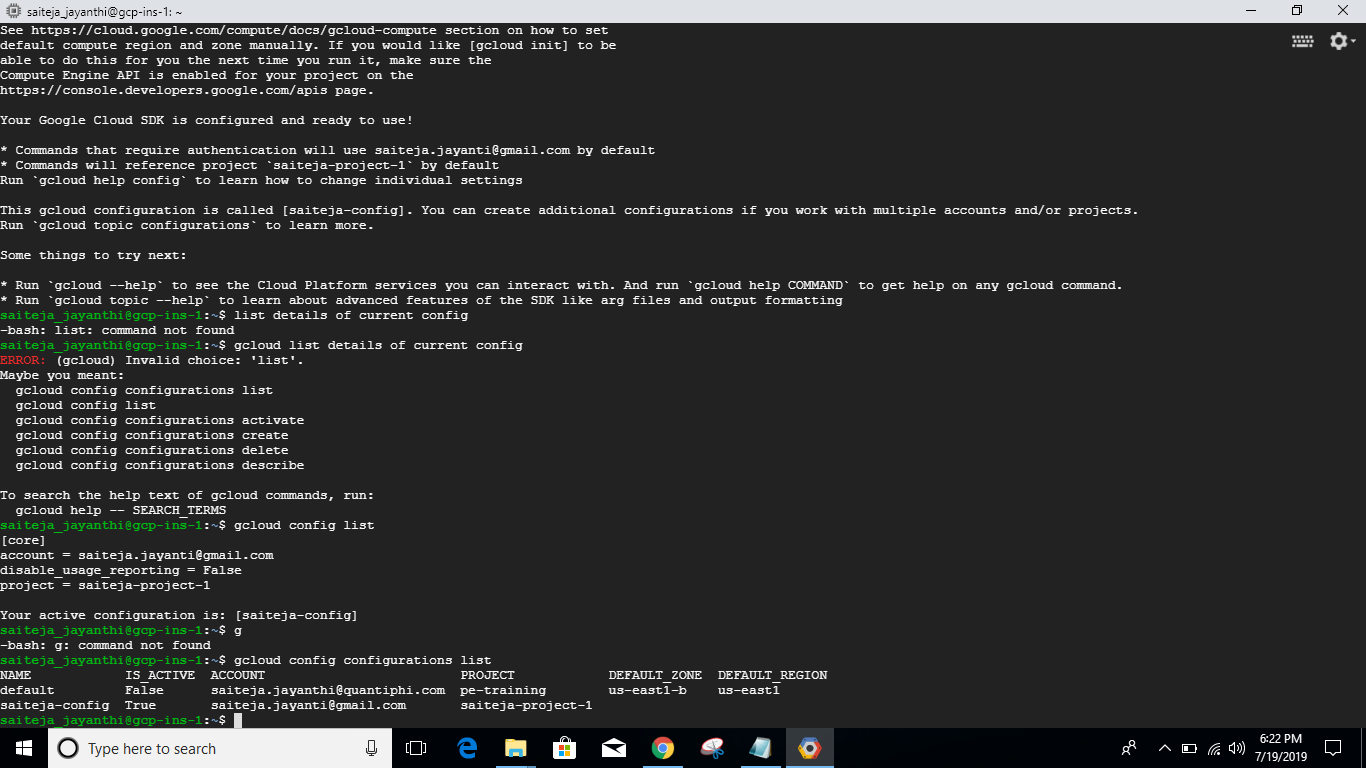 saiteja_jayanthi@gcp-ins-1: ~
See https://cloud.google.com/compute/docs/gcloud-compute section on how to set
default compute region and zone manually. If you would like [gcloud init] to be
able to do this for you the next time you run it, make sure the
Compute Engine API is enabled for your project on the
https://console.developers.google.com/apis page.
Your Google Cloud SDK is configured and ready to use!
* Commands that require authentication will use saiteja.jayanti@gmail.com by default
* Commands will reference project `saiteja-project-1` by default
Run `gcloud help config` to learn how to change individual settings
This gcloud configuration is called [saiteja-config]. You can create additional configurations if you work with multiple accounts and/or projects.
Run `gcloud topic configurations` to learn more.
Some things to try next:
* Run `gcloud --help` to see the Cloud Platform services you can interact with. And run `gcloud help COMMAND` to get help on any gcloud command.
* Run `gcloud topic --help` to learn about advanced features of the SDK like arg files and output formatting
saiteja_jayanthi@gcp-ins-1:~$ list details of current config
-bash: list: command not found
saiteja_jayanthi@gcp-ins-1:~$ gcloud list details of current config
ERROR: (gcloud) Invalid choice: 'list'.
Maybe you meant:
  gcloud config configurations list
  gcloud config list
  gcloud config configurations activate
  gcloud config configurations create
  gcloud config configurations delete
  gcloud config configurations describe
To search the help text of gcloud commands, run:
  gcloud help -- SEARCH_TERMS
saiteja_jayanthi@gcp-ins-1:~$ gcloud config list
[core]
account = saiteja.jayanti@gmail.com
disable_usage_reporting = False
project = saiteja-project-1
Your active configuration is: [saiteja-config]
saiteja_jayanthi@gcp-ins-1:~$ g
-bash: g: command not found
saiteja_jayanthi@gcp-ins-1:~$ gcloud config configurations list
NAME            IS_ACTIVE  ACCOUNT                         PROJECT            DEFAULT_ZONE  DEFAULT_REGION
default         False      saiteja.jayanthi@quantiphi.com  pe-training        us-east1-b    us-east1
saiteja-config  True       saiteja.jayanti@gmail.com       saiteja-project-1
saiteja_jayanthi@gcp-ins-1:~$
Type here to search
6:22 PM
7/19/2019